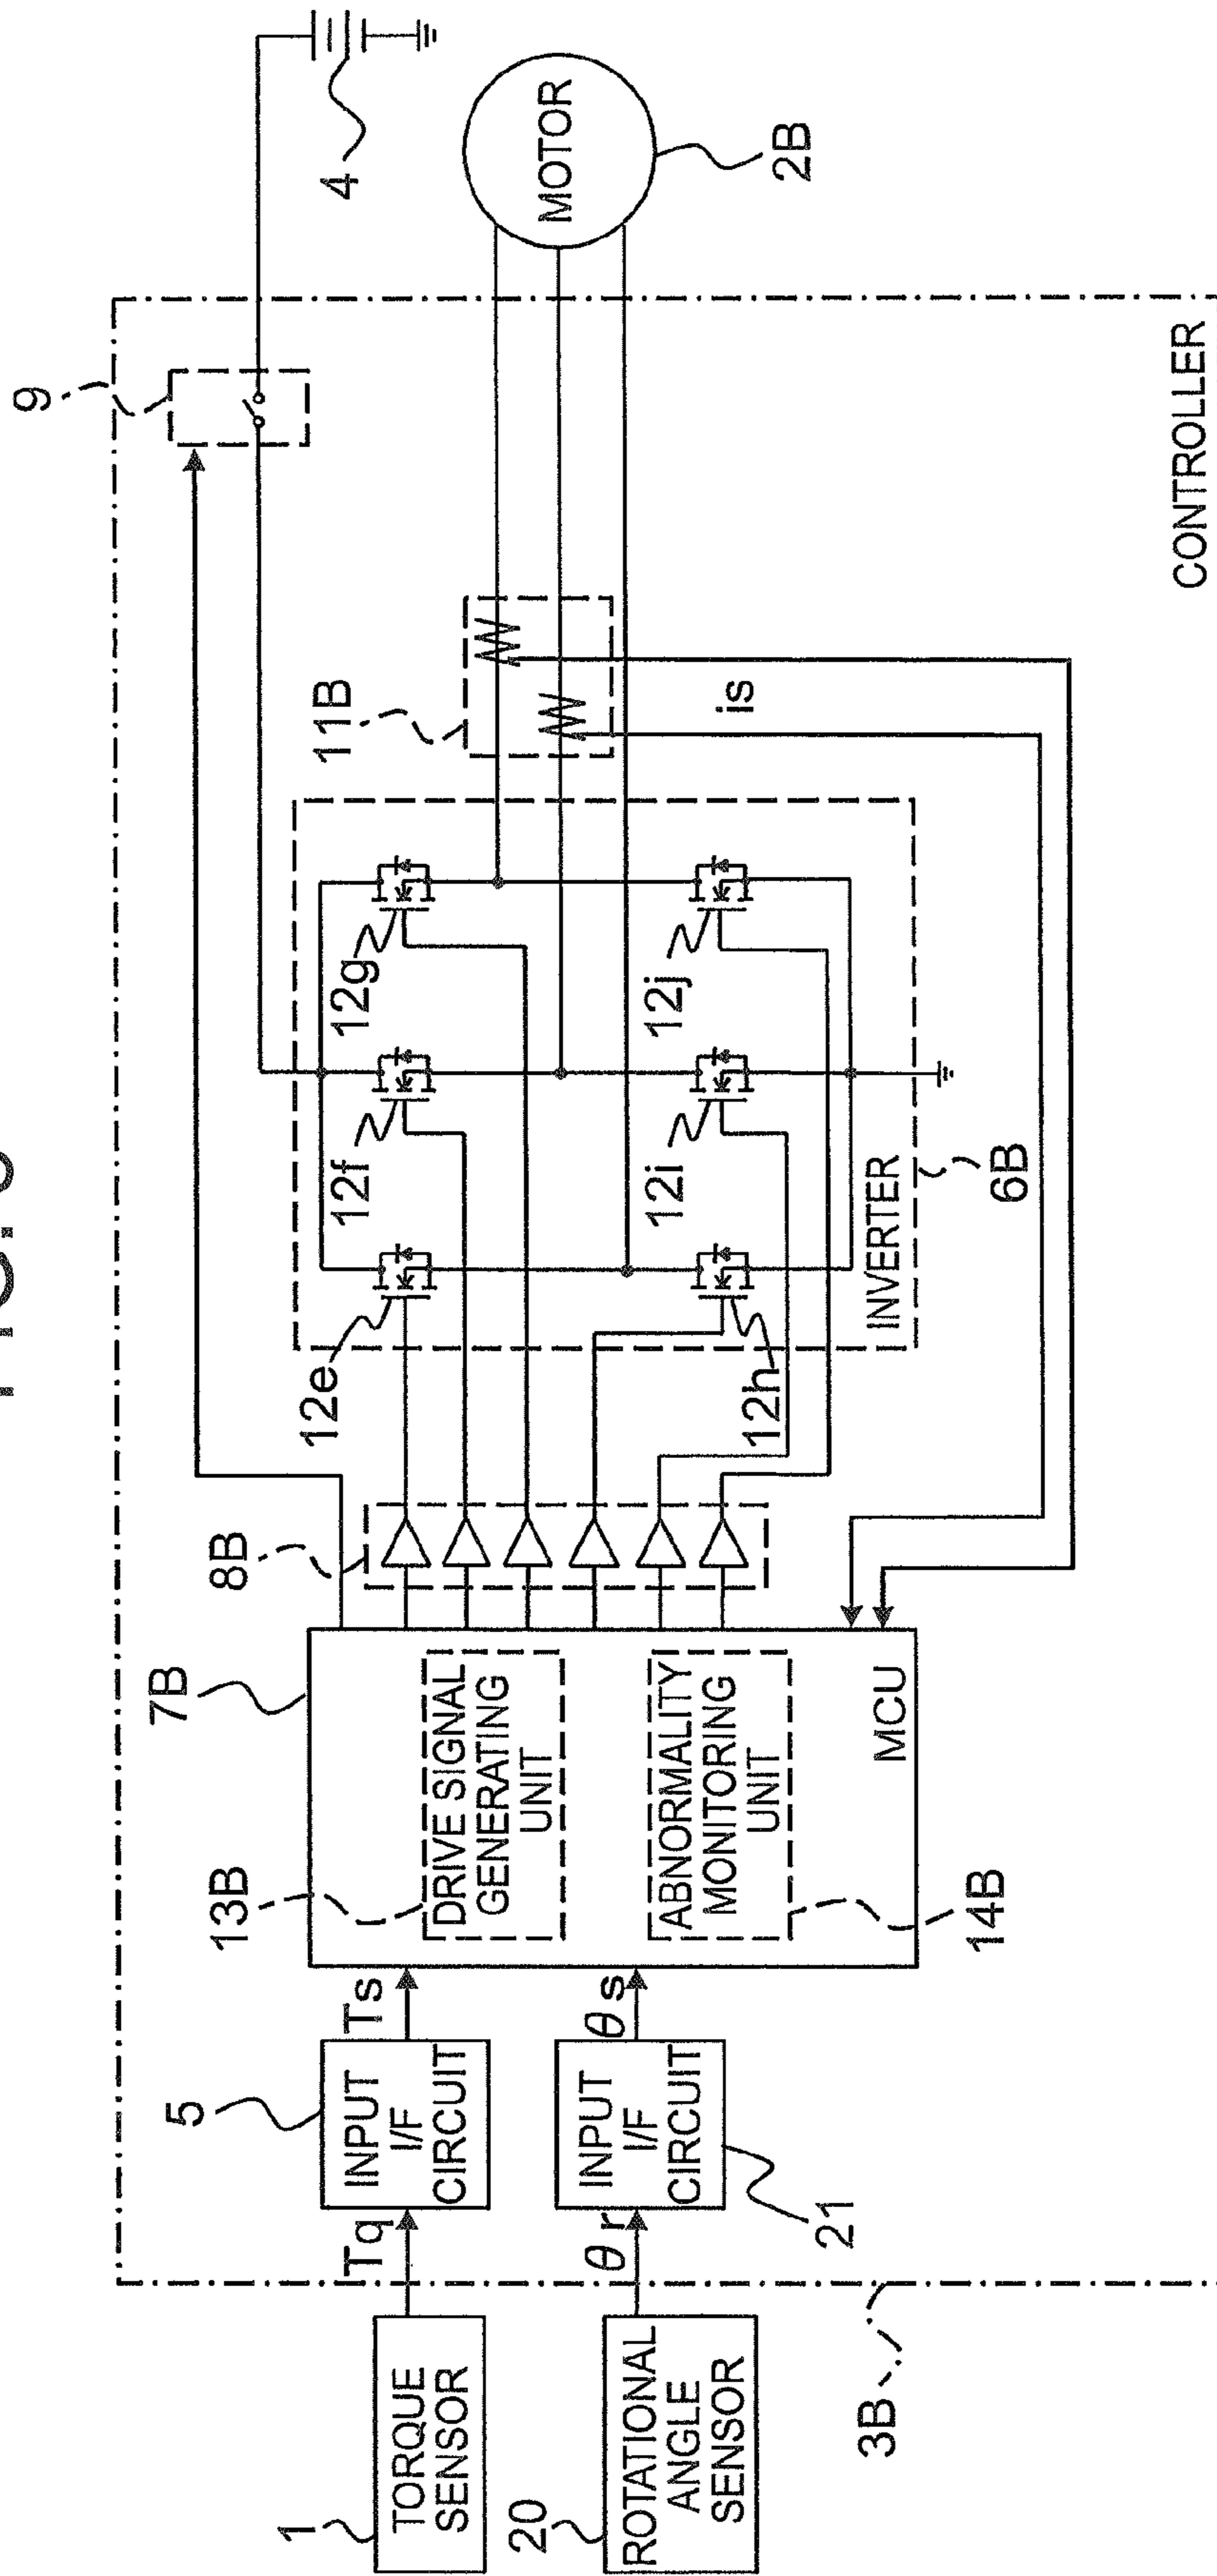 9
4
MOTOR
2B
11B
is
CONTROLLER
12g
12f
12e
12j
12i
12h
INVERTER
6B
8B
7B
13B
DRIVE SIGNAL
GENERATING
UNIT
ABNORMALITY
MONITORING
UNIT
14B
MCU
Ts
θs
5
INPUT
I/F
CIRCUIT
INPUT
I/F
CIRCUIT
21
Tq
θr
1
TORQUE
SENSOR
20
ROTATIONAL
ANGLE
SENSOR
3B